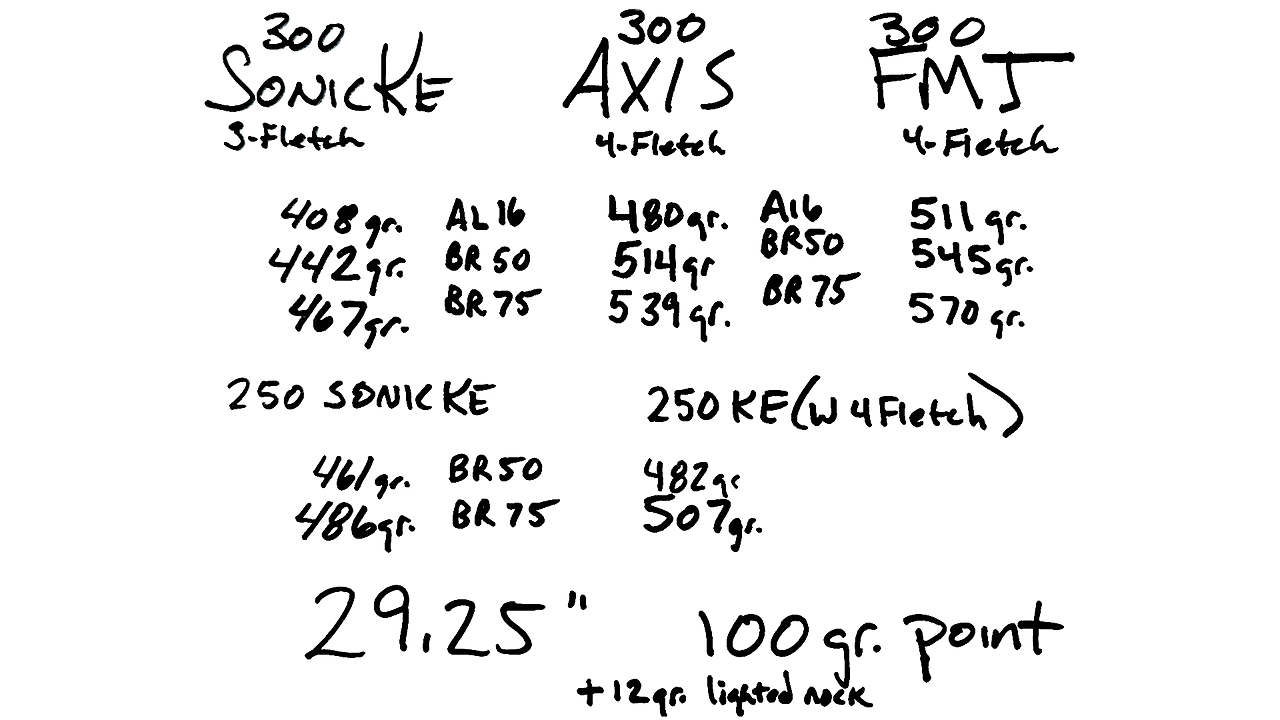 300 300 300
SONICKE AXIS FMJ
3-Fletch 4-Fletch 4-Fletch
408gr. AL16 480gr. A16 511gr.
442gr. BR50 514gr BR50 545gr.
467gr. BR75 539gr. BR75 570gr.
250 SONICKE 250 KE (W 4Fletch)
461gr. BR50 482gr
486gr. BR75 507gr.
29.25" 100gr. point
+12gr. lighted nock